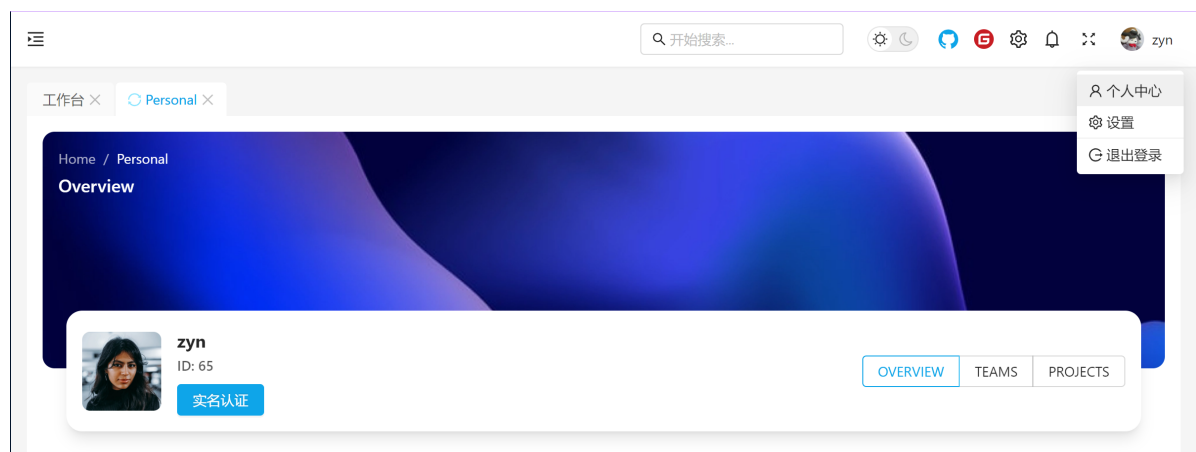 开始搜索...
zyn
工作台
Personal
个人中心
设置
退出登录
Home / Personal
Overview
zyn
ID: 65
实名认证
OVERVIEW
TEAMS
PROJECTS